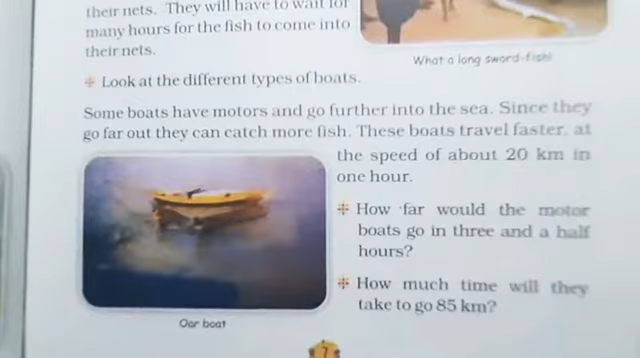 their nets. They will have to wait for
many hours for the fish to come into
their nets.
What a long sword-fish!
Look at the different types of boats.
Some boats have motors and go further into the sea. Since they
go far out they can catch more fish. These boats travel faster, at
the speed of about 20 km in
one hour.
How far would the motor
boats go in three and a half
hours?
How much time will they
take to go 85 km?
Oar boat
7